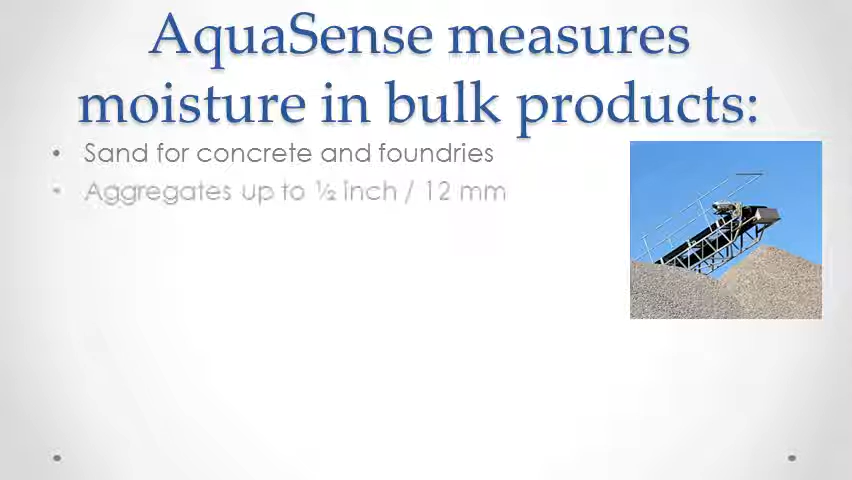 AquaSense measures
moisture in bulk products:
• Sand for concrete and foundries
• Aggregates up to ½ inch / 12 mm